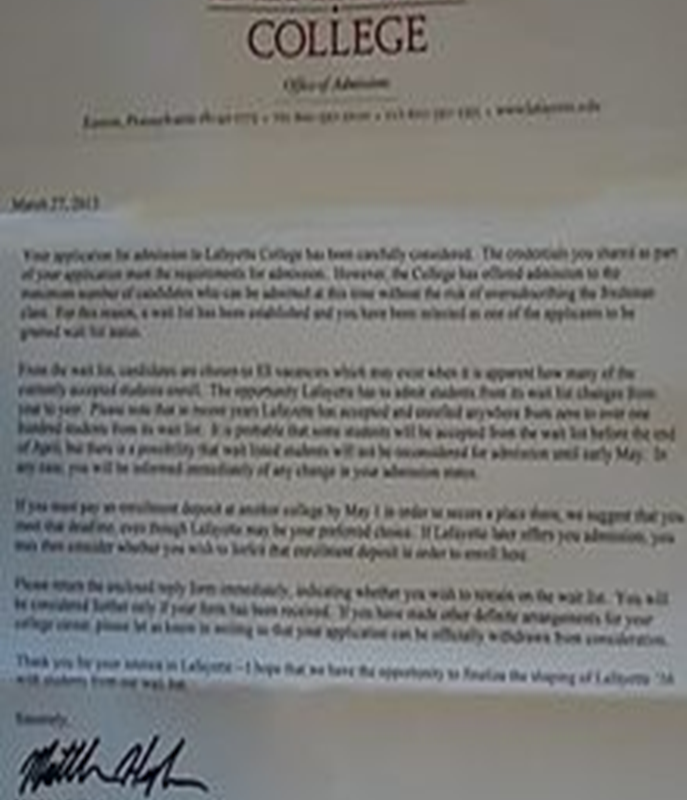 COLLEGE
Office of Admissions
Easton, Pennsylvania • • • www.lafayette.edu
March 27,
Your application for admission to Lafayette College has been carefully considered. The credentials you shared as part
of your application meet the requirements for admission. However, the College has offered admission to the
maximum number of candidates who can be admitted at this time without the risk of oversubscribing the freshman
class. For this reason, a wait list has been established and you have been selected as one of the applicants to be
granted wait list status.
From the wait list, candidates are chosen to fill vacancies which may exist when it is apparent how many of the
currently accepted students enroll. The opportunity Lafayette has to admit students from its wait list changes from
year to year. Please note that in recent years Lafayette has accepted and enrolled anywhere from zero to over one
hundred students from its wait list. It is probable that some students will be accepted from the wait list before the end
of April, but there is a possibility that wait listed students will not be reconsidered for admission until early May. In
any case, you will be informed immediately of any change in your admission status.
If you must pay an enrollment deposit at another college by May 1 in order to secure a place there, we suggest that you
meet that deadline, even though Lafayette may be your preferred choice. If Lafayette later offers you admission, you
may then consider whether you wish to forfeit that enrollment deposit in order to enroll here.
Please return the enclosed reply form immediately, indicating whether you wish to remain on the wait list. You will
be considered further only if your form has been received. If you have made other definite arrangements for your
college career, please let us know in writing so that your application can be officially withdrawn from consideration.
Thank you for your interest in Lafayette – I hope that we have the opportunity to finalize the shaping of Lafayette '16
with students from our wait list.
Sincerely,